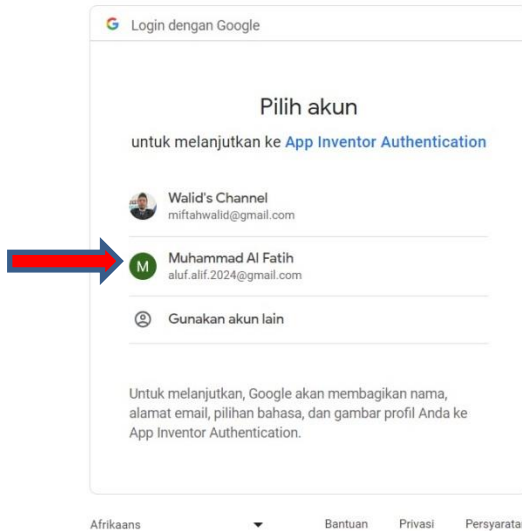 Login dengan Google
Pilih akun
untuk melanjutkan ke App Inventor Authentication
Walid's Channel
miftahwalid@gmail.com
M
Muhammad Al Fatih
aluf.alif.2024@gmail.com
Gunakan akun lain
Untuk melanjutkan, Google akan membagikan nama,
alamat email, pilihan bahasa, dan gambar profil Anda ke
App Inventor Authentication.
Afrikaans Bantuan Privasi Persyaratan